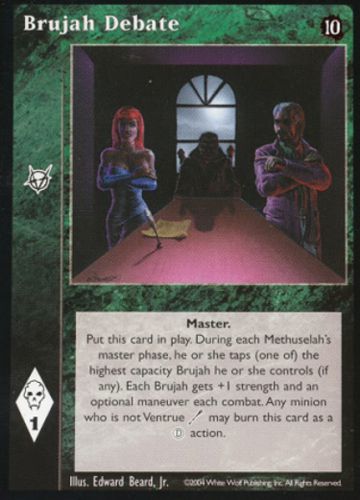 Brujah Debate
10
Master.
Put this card in play. During each Methuselah's
master phase, he or she taps (one of) the
highest capacity Brujah he or she controls (if
any). Each Brujah gets +1 strength and an
optional maneuver each combat. Any minion
who is not Ventrue may burn this card as a
D action.
1
Illus. Edward Beard, Jr.
©2004 White Wolf Publishing, Inc. All Rights Reserved.